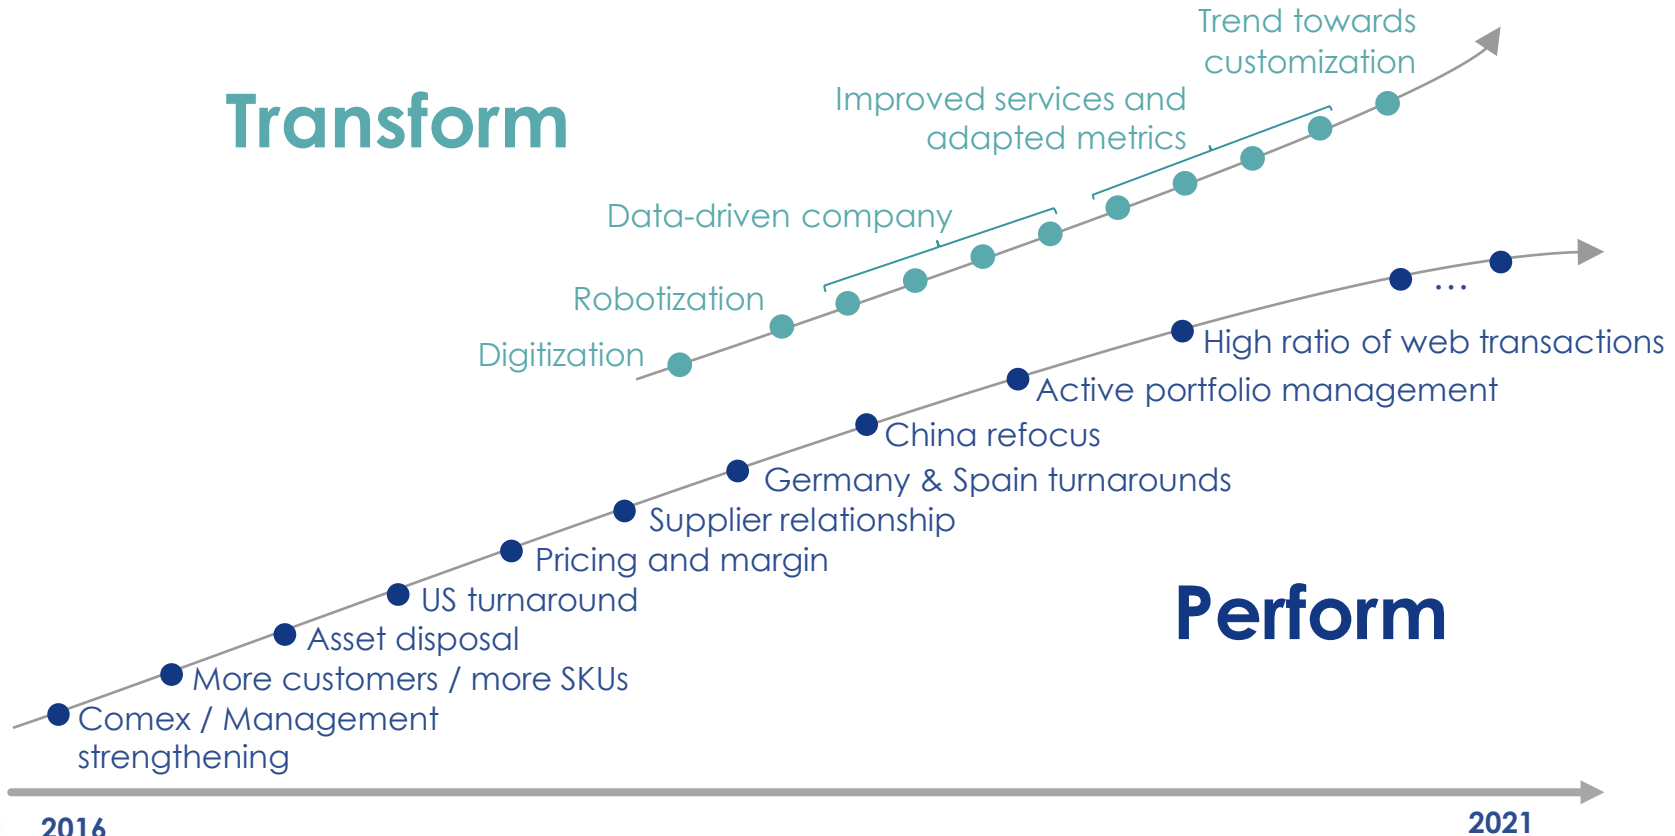 Trend towards
customization
Transform
Improved services and
adapted metrics
Data-driven company
Robotization
Digitization
...
High ratio of web transactions
Active portfolio management
China refocus
Germany & Spain turnarounds
Supplier relationship
Pricing and margin
US turnaround
Perform
Asset disposal
More customers / more SKUs
Comex / Management
strengthening
2016
2021